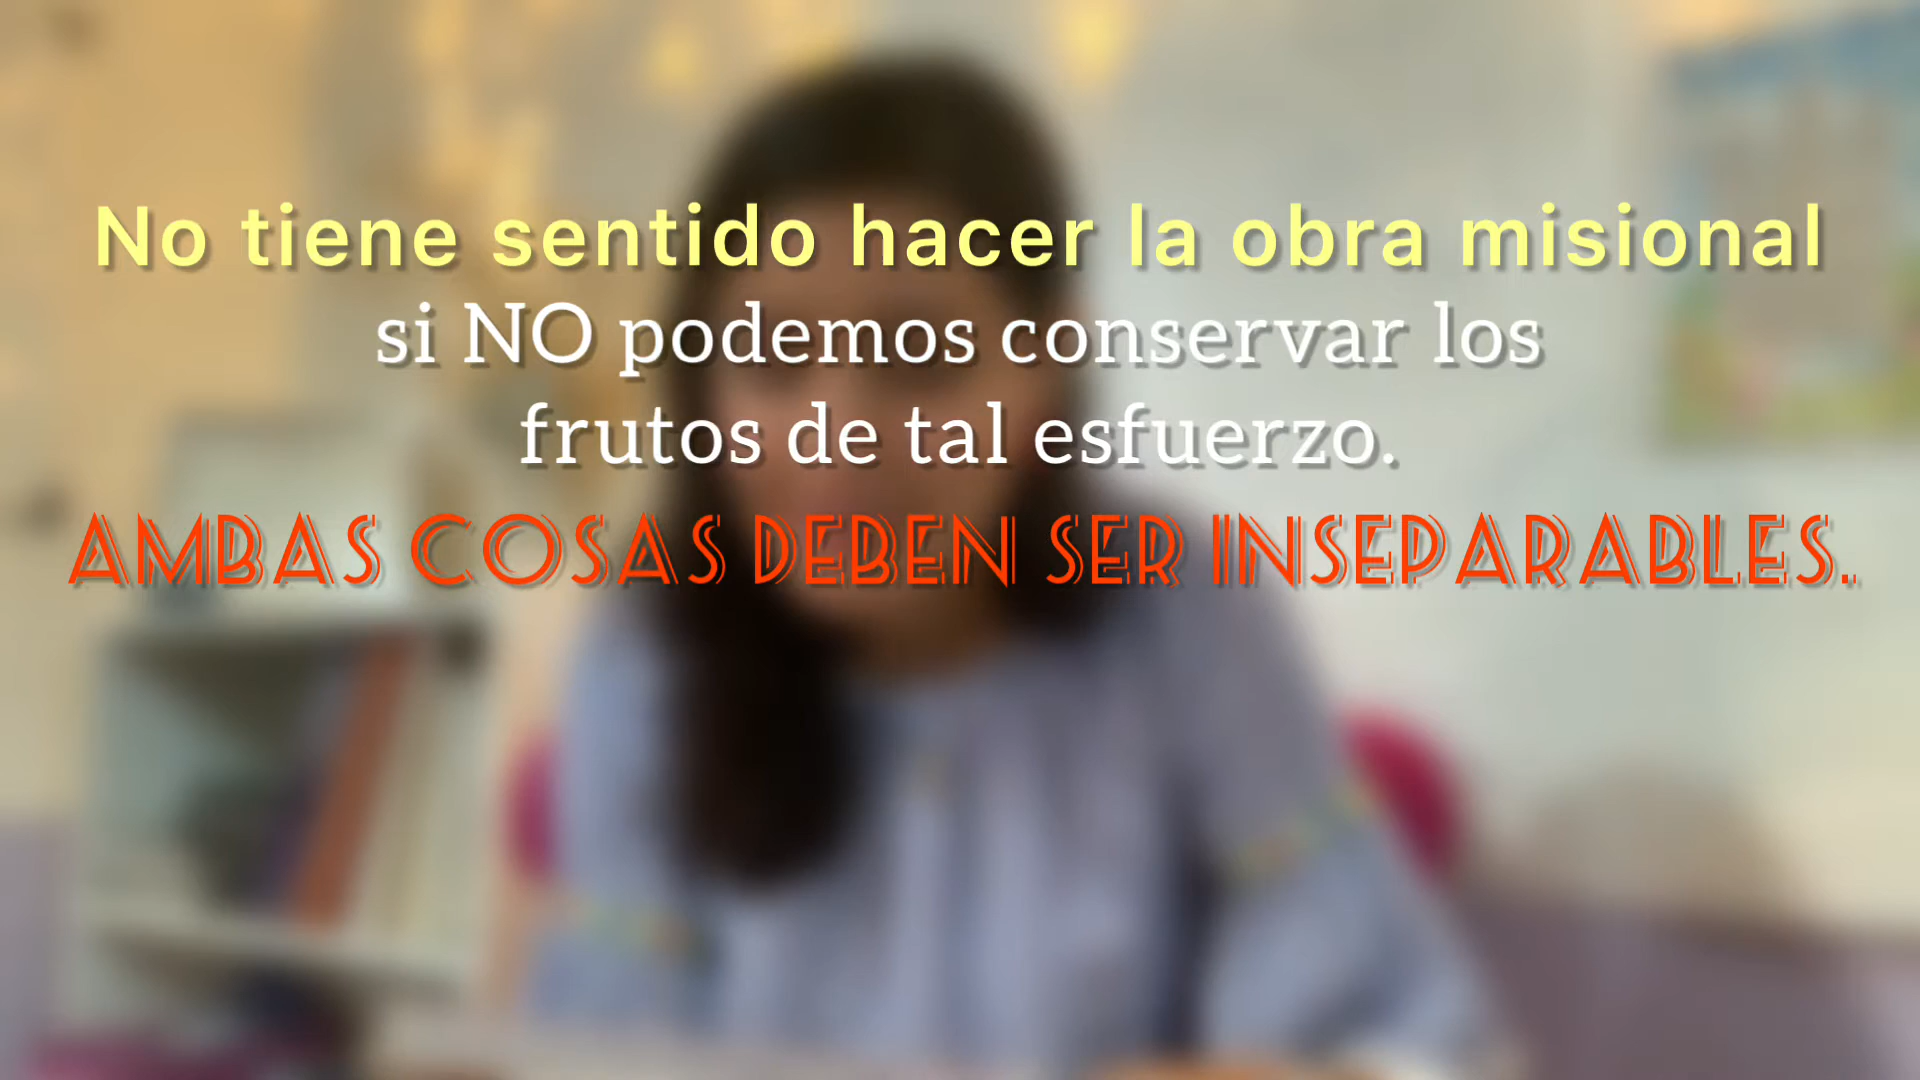 No tiene sentido hacer la obra misional
si NO podemos conservar los
frutos de tal esfuerzo.
AMBAS COSAS DEBEN SER INSEPARABLES.